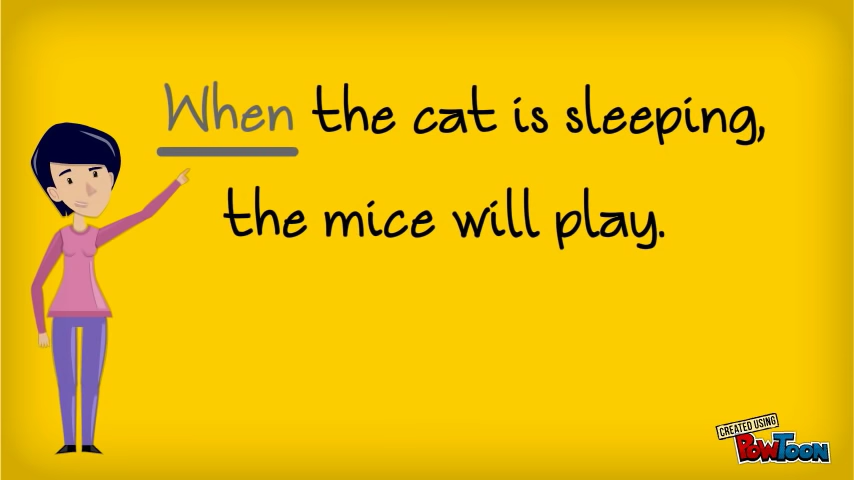 When the cat is sleeping,
the mice will play.
CREATED USING
POWTOON